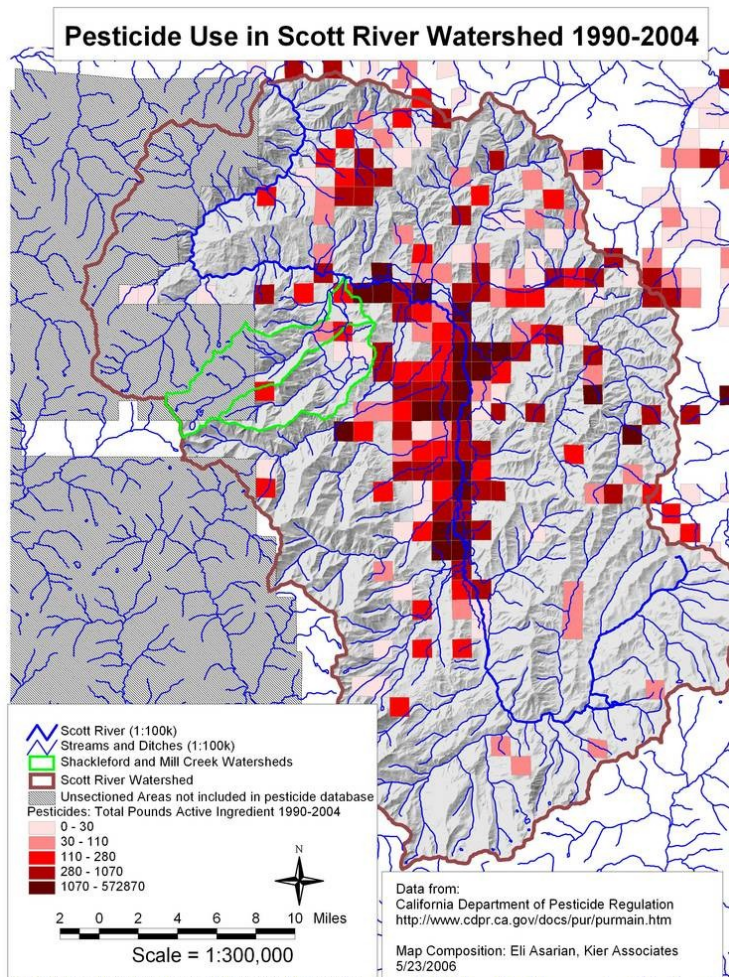 Pesticide Use in Scott River Watershed 1990-2004
Scott River (1:100k)
Streams and Ditches (1:100k)
Shackleford and Mill Creek Watersheds
Scott River Watershed
Unsectioned Areas not included in pesticide database
Pesticides: Total Pounds Active Ingredient 1990-2004
0 - 30
30 - 110
110 - 280
280 - 1070
1070 - 572870
N
2 0 2 4 6 8 10 Miles
Scale = 1:300,000
Data from:
California Department of Pesticide Regulation
http://www.cdpr.ca.gov/docs/pur/purmain.htm
Map Composition: Eli Asarian, Kier Associates
5/23/2006